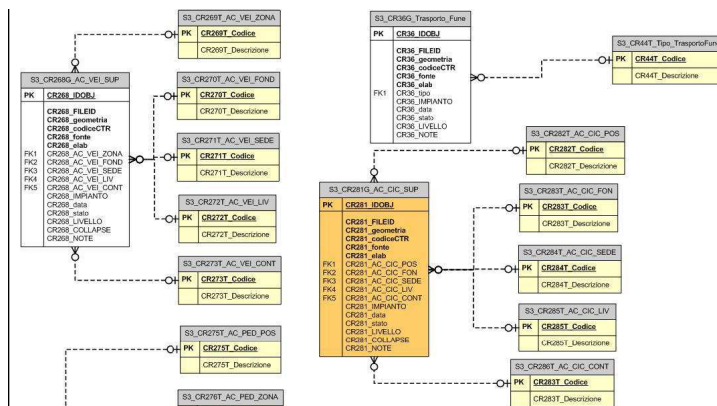 S3_CR269T_AC_VEI_ZONA
PK CR269T_Codice
CR269T_Descrizione
S3_CR268G_AC_VEI_SUP
PK CR268_IDOBJ
CR268_FILEID
CR268_geometria
CR268_codiceCTR
CR268_fonte
CR268_elab
FK1 CR268_AC_VEI_ZONA
FK2 CR268_AC_VEI_FOND
FK3 CR268_AC_VEI_SEDE
FK4 CR268_AC_VEI_LIV
FK5 CR268_AC_VEI_CONT
CR268_IMPIANTO
CR268_data
CR268_stato
CR268_LIVELLO
CR268_COLLAPSE
CR268_NOTE
S3_CR270T_AC_VEI_FOND
PK CR270T_Codice
CR270T_Descrizione
S3_CR271T_AC_VEI_SEDE
PK CR271T_Codice
CR271T_Descrizione
S3_CR272T_AC_VEI_LIV
PK CR272T_Codice
CR272T_Descrizione
S3_CR273T_AC_VEI_CONT
PK CR273T_Codice
CR273T_Descrizione
S3_CR275T_AC_PED_POS
PK CR275T_Codice
CR275T_Descrizione
S3_CR276T_AC_PED_ZONA
S3_CR36G_Trasporto_Fune
PK CR36_IDOBJ
CR36_FILEID
CR36_geometria
CR36_codiceCTR
CR36_fonte
CR36_elab
FK1 CR36_tipo
CR36_IMPIANTO
CR36_data
CR36_stato
CR36_LIVELLO
CR36_NOTE
S3_CR44T_Tipo_TrasportoFune
PK CR44T_Codice
CR44T_Descrizione
S3_CR282T_AC_CIC_POS
PK CR282T_Codice
CR282T_Descrizione
S3_CR281G_AC_CIC_SUP
PK CR281_IDOBJ
CR281_FILEID
CR281_geometria
CR281_codiceCTR
CR281_fonte
CR281_elab
FK1 CR281_AC_CIC_POS
FK2 CR281_AC_CIC_FON
FK3 CR281_AC_CIC_SEDE
FK4 CR281_AC_CIC_LIV
FK5 CR281_AC_CIC_CONT
CR281_IMPIANTO
CR281_data
CR281_stato
CR281_LIVELLO
CR281_COLLAPSE
CR281_NOTE
S3_CR283T_AC_CIC_FON
PK CR283T_Codice
CR283T_Descrizione
S3_CR284T_AC_CIC_SEDE
PK CR284T_Codice
CR284T_Descrizione
S3_CR285T_AC_CIC_LIV
PK CR285T_Codice
CR285T_Descrizione
S3_CR286T_AC_CIC_CONT
PK CR283T_Codice
CR283T_Descrizione